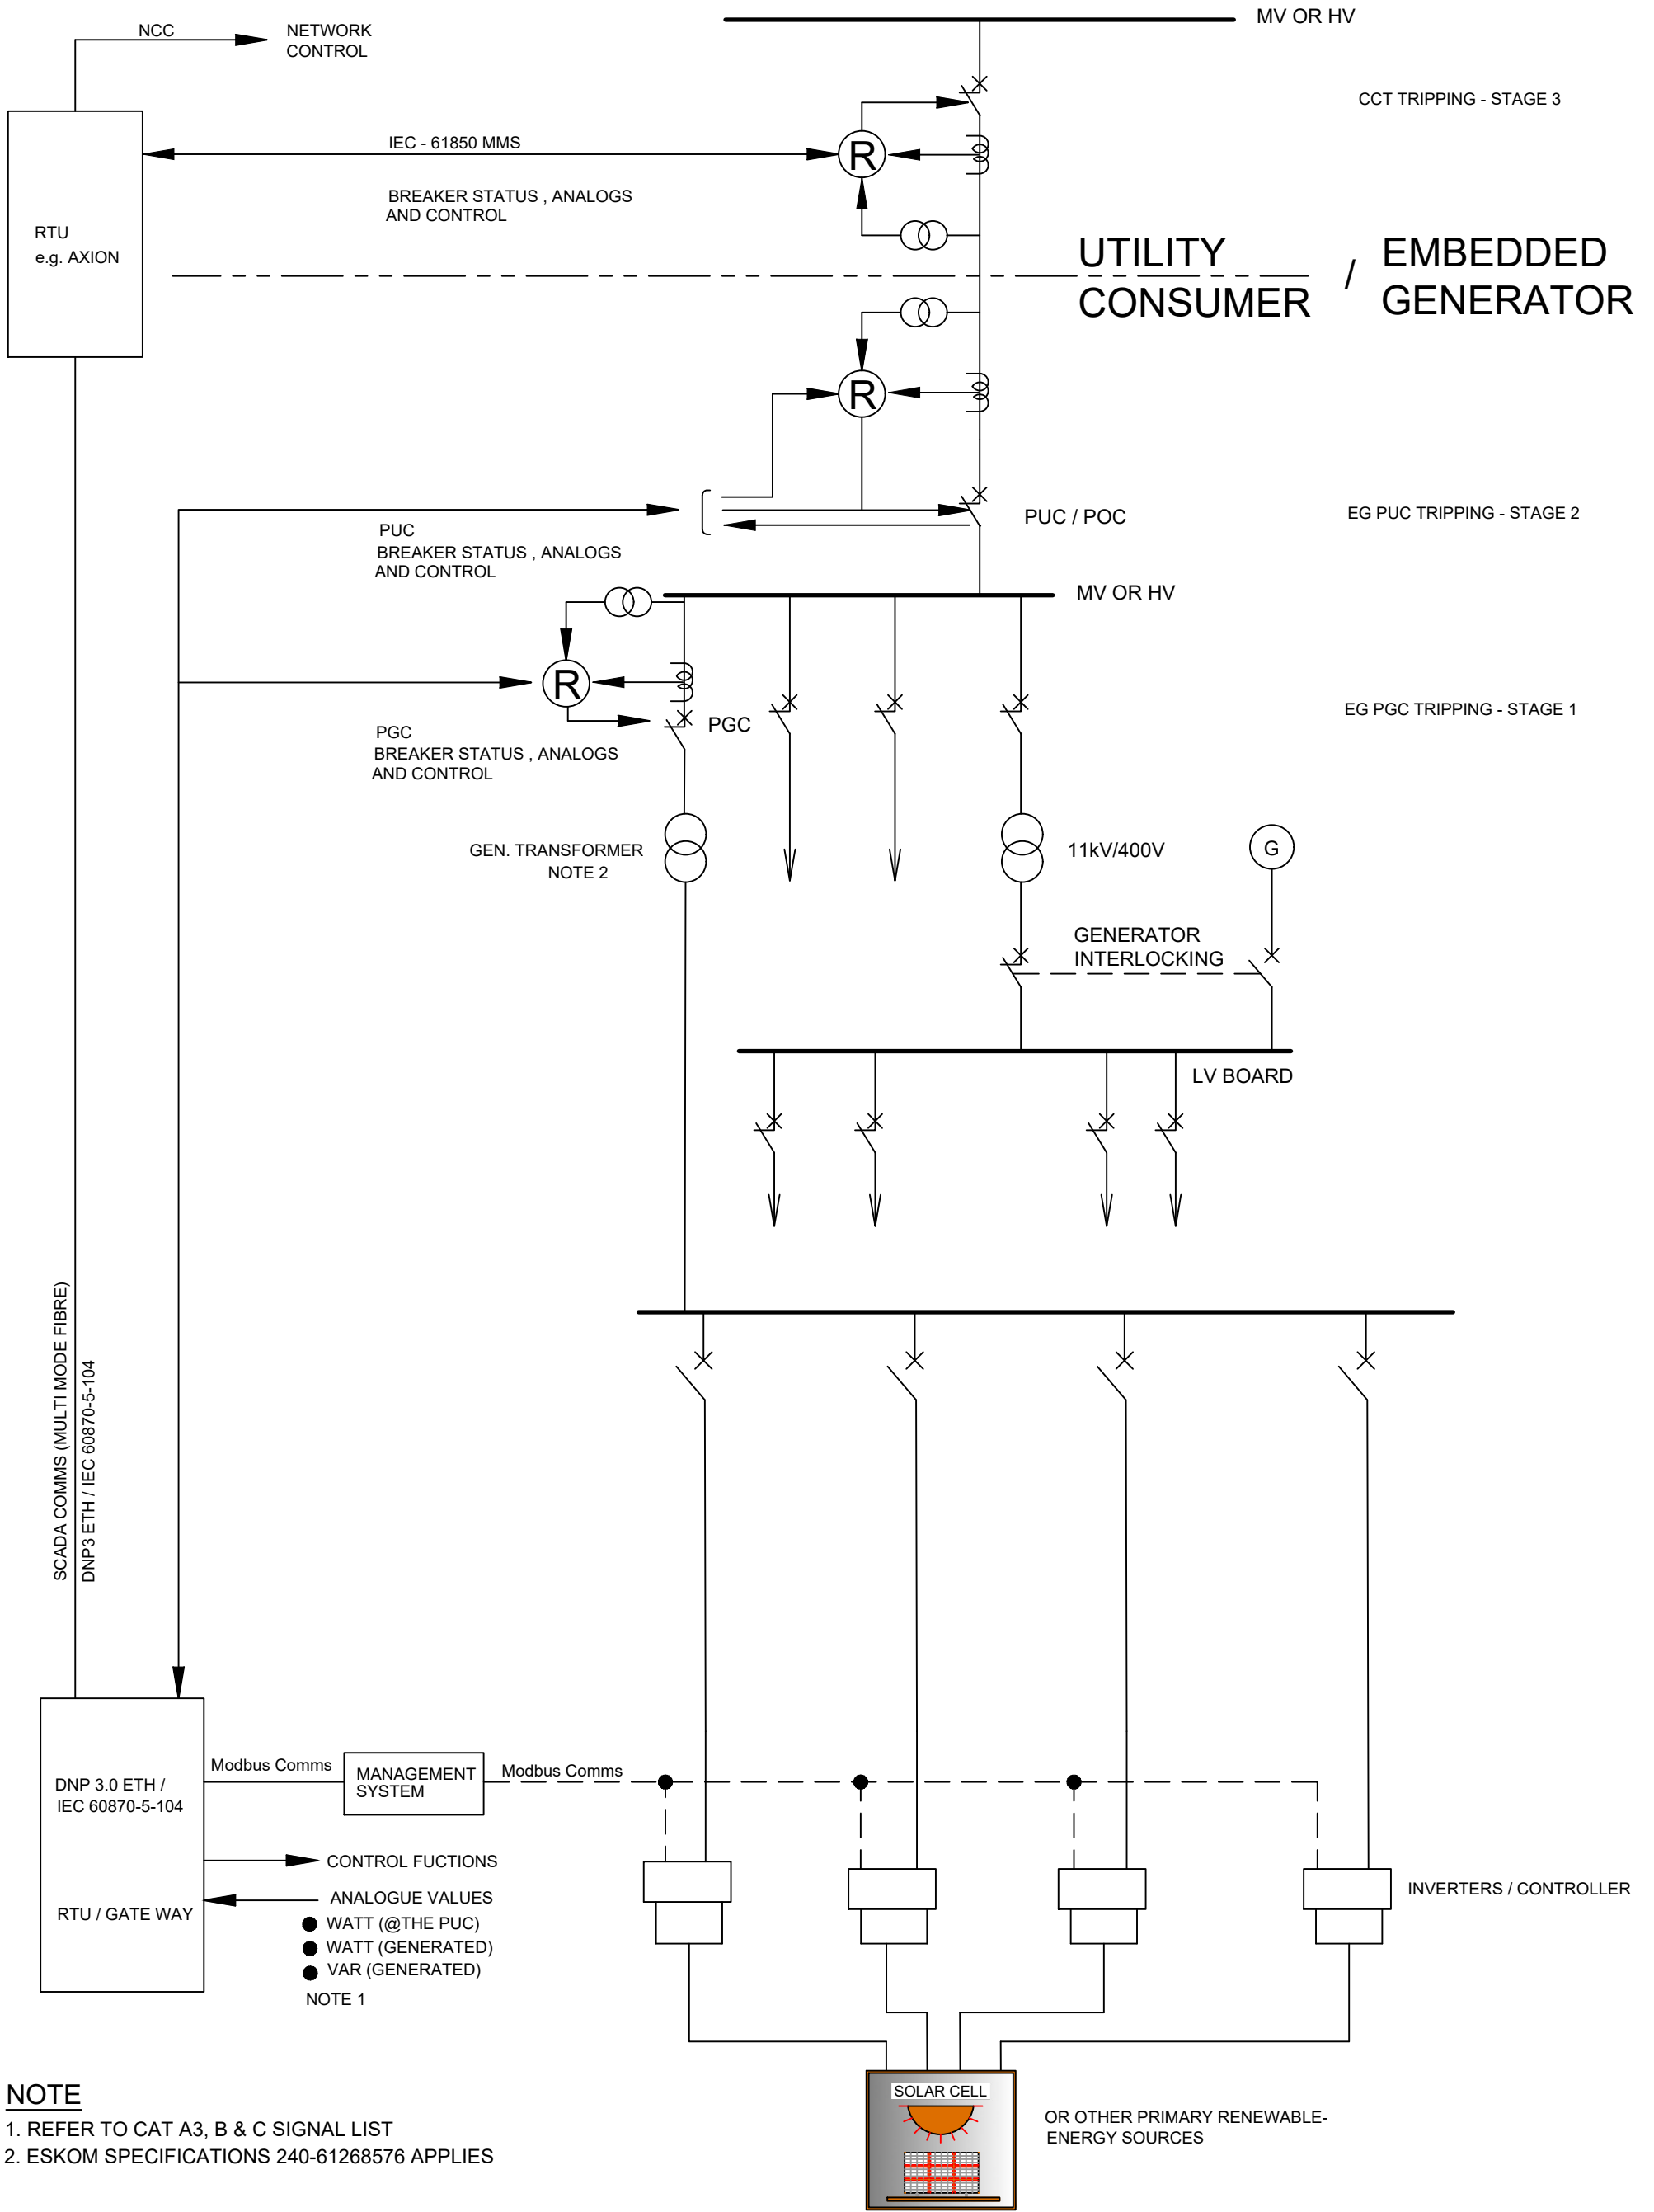 MV OR HV
NCC
NETWORK
CONTROL
CCT TRIPPING - STAGE 3
IEC - 61850 MMS
R
BREAKER STATUS , ANALOGS
AND CONTROL
RTU
e.g. AXION
UTILITY
CONSUMER
/
EMBEDDED
GENERATOR
R
PUC / POC
EG PUC TRIPPING - STAGE 2
PUC
BREAKER STATUS , ANALOGS
AND CONTROL
MV OR HV
R
PGC
EG PGC TRIPPING - STAGE 1
PGC
BREAKER STATUS , ANALOGS
AND CONTROL
GEN. TRANSFORMER
NOTE 2
11kV/400V
G
GENERATOR
INTERLOCKING
LV BOARD
SCADA COMMS (MULTI MODE FIBRE)
DNP3 ETH / IEC 60870-5-104
Modbus Comms
MANAGEMENT
SYSTEM
Modbus Comms
DNP 3.0 ETH /
IEC 60870-5-104
RTU / GATE WAY
CONTROL FUCTIONS
ANALOGUE VALUES
WATT (@THE PUC)
WATT (GENERATED)
VAR (GENERATED)
NOTE 1
INVERTERS / CONTROLLER
SOLAR CELL
OR OTHER PRIMARY RENEWABLE-
ENERGY SOURCES
NOTE
1. REFER TO CAT A3, B & C SIGNAL LIST
2. ESKOM SPECIFICATIONS 240-61268576 APPLIES